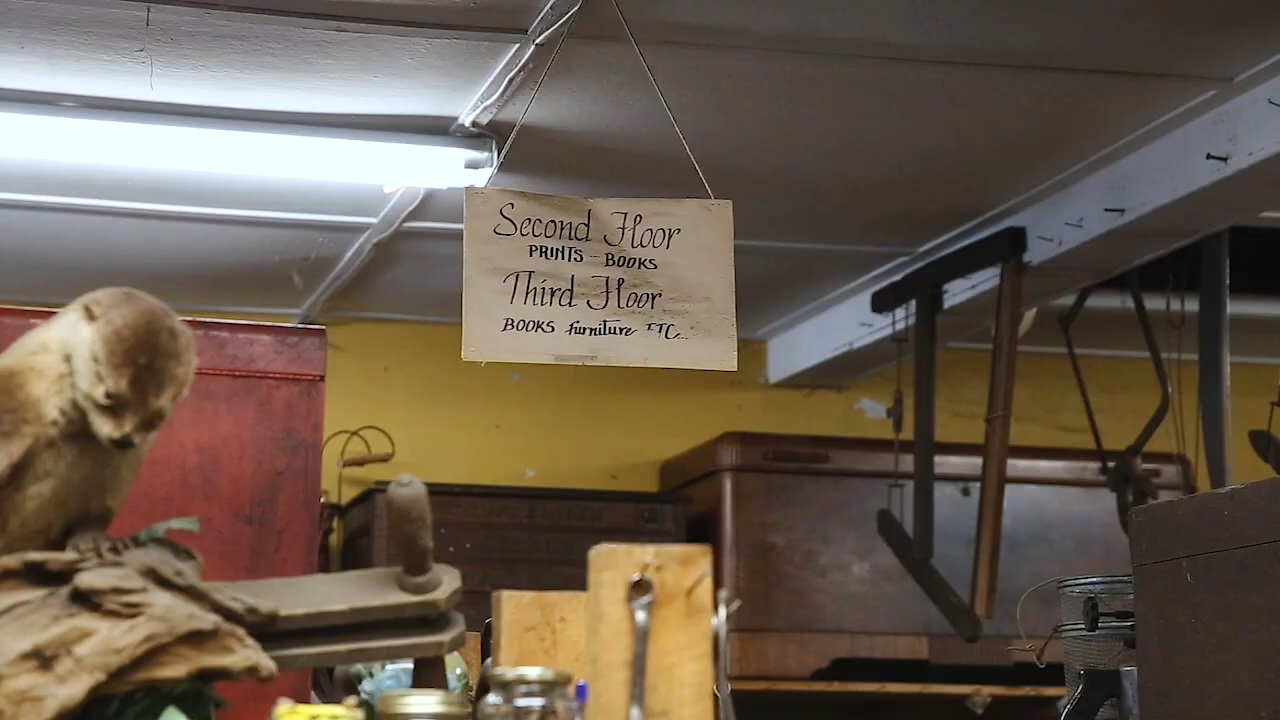 Second Floor
PRINTS - BOOKS
Third Floor
BOOKS furniture ETC..